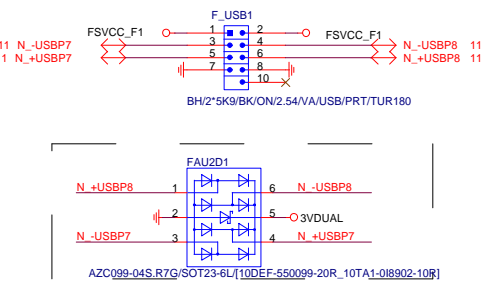 F_USB1
FSVCC_F1 1 2 FSVCC_F1
11 N_-USBP7 3 4 N_-USBP8 11
1 N_+USBP7 5 6 N_+USBP8 11
7 8
10
BH/2*5K9/BK/ON/2.54/VA/USB/PRT/TUR180
FAU2D1
N_+USBP8 1 6 N_-USBP8
2 5 3VDUAL
N_-USBP7 3 4 N_+USBP7
AZC099-04S.R7G/SOT23-6L/[10DEF-550099-20R_10TA1-0I8902-10R]